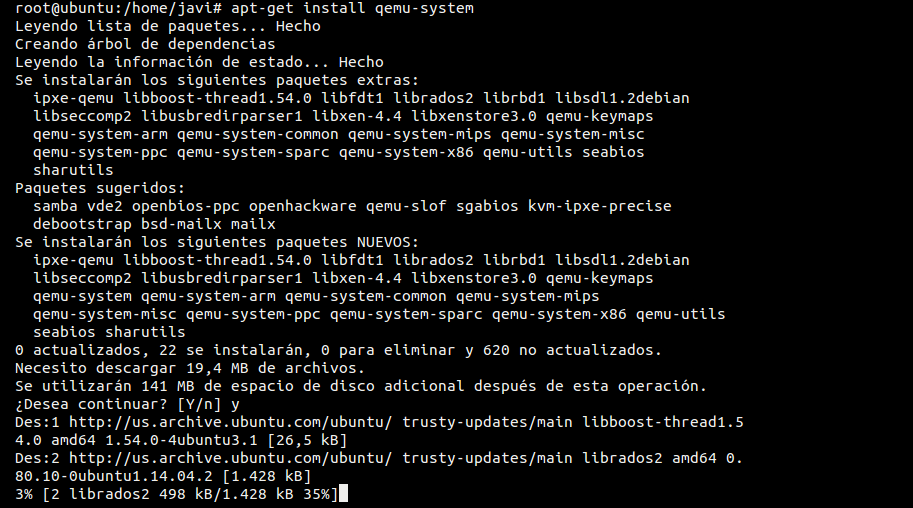 root@ubuntu:/home/javi# apt-get install qemu-system
Leyendo lista de paquetes... Hecho
Creando árbol de dependencias
Leyendo la información de estado... Hecho
Se instalarán los siguientes paquetes extras:
  ipxe-qemu libboost-thread1.54.0 libfdt1 librados2 librbd1 libsdl1.2debian
  libseccomp2 libusbredirparser1 libxen-4.4 libxenstore3.0 qemu-keymaps
  qemu-system-arm qemu-system-common qemu-system-mips qemu-system-misc
  qemu-system-ppc qemu-system-sparc qemu-system-x86 qemu-utils seabios
  sharutils
Paquetes sugeridos:
  samba vde2 openbios-ppc openhackware qemu-slof sgabios kvm-ipxe-precise
  debootstrap bsd-mailx mailx
Se instalarán los siguientes paquetes NUEVOS:
  ipxe-qemu libboost-thread1.54.0 libfdt1 librados2 librbd1 libsdl1.2debian
  libseccomp2 libusbredirparser1 libxen-4.4 libxenstore3.0 qemu-keymaps
  qemu-system qemu-system-arm qemu-system-common qemu-system-mips
  qemu-system-misc qemu-system-ppc qemu-system-sparc qemu-system-x86 qemu-utils
  seabios sharutils
0 actualizados, 22 se instalarán, 0 para eliminar y 620 no actualizados.
Necesito descargar 19,4 MB de archivos.
Se utilizarán 141 MB de espacio de disco adicional después de esta operación.
¿Desea continuar? [Y/n] y
Des:1 http://us.archive.ubuntu.com/ubuntu/ trusty-updates/main libboost-thread1.5
4.0 amd64 1.54.0-4ubuntu3.1 [26,5 kB]
Des:2 http://us.archive.ubuntu.com/ubuntu/ trusty-updates/main librados2 amd64 0.
80.10-0ubuntu1.14.04.2 [1.428 kB]
3% [2 librados2 498 kB/1.428 kB 35%]